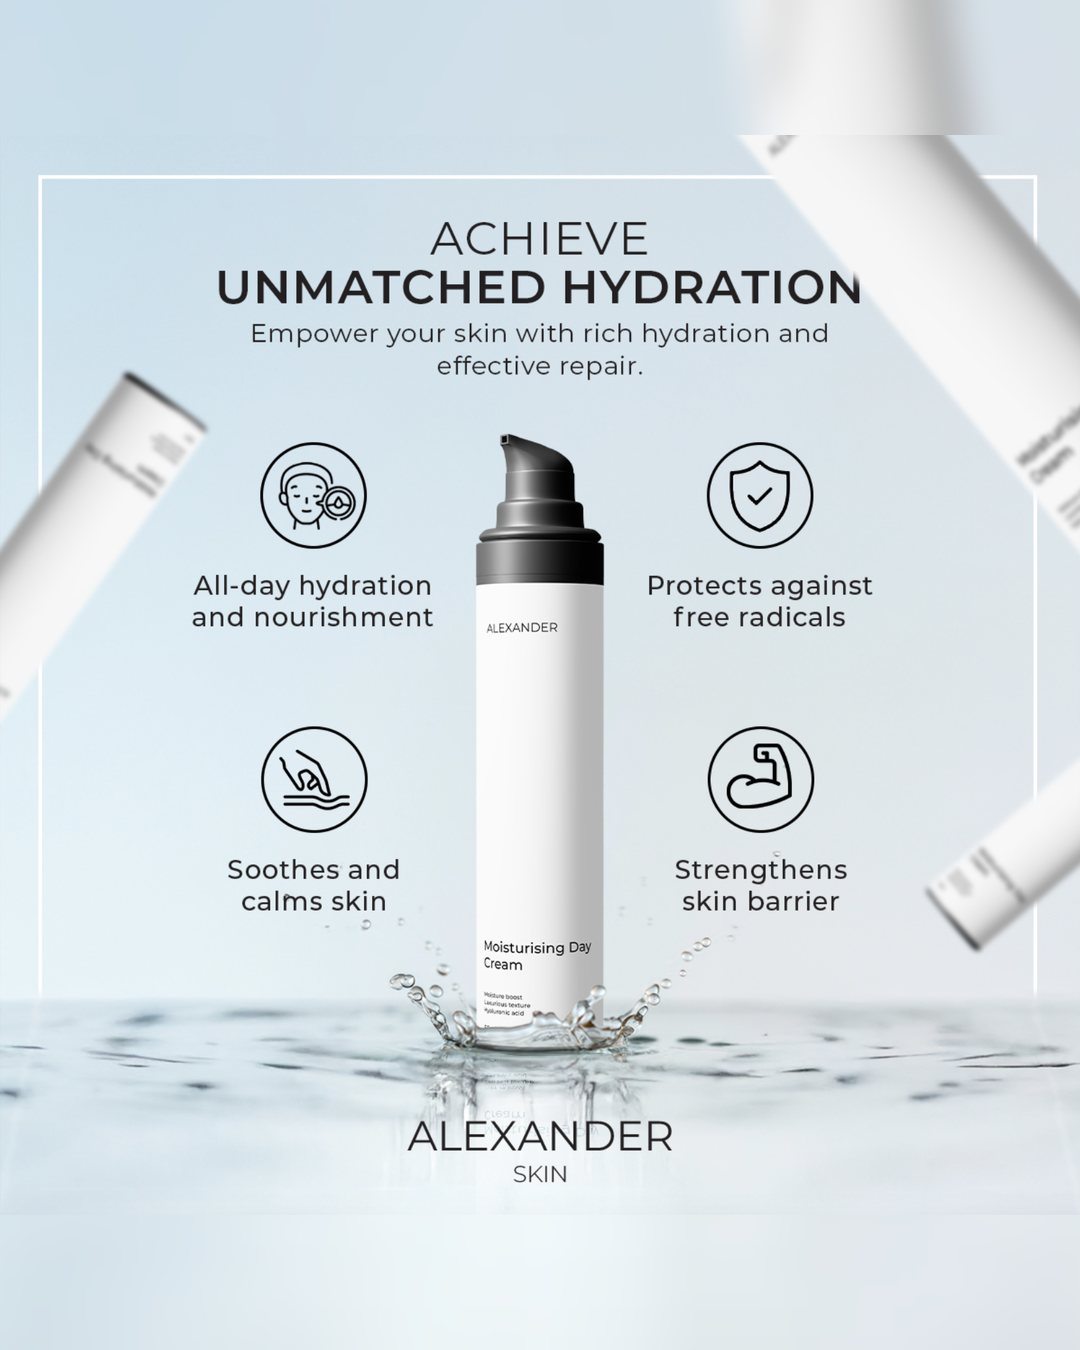 ACHIEVE
UNMATCHED HYDRATION
Empower your skin with rich hydration and
effective repair.
All-day hydration
and nourishment
Protects against
free radicals
ALEXANDER
Soothes and
calms skin
Strengthens
skin barrier
Moisturising Day
Cream
Moisture boost
Luxurious texture
Hyaluronic acid
ALEXANDER
SKIN